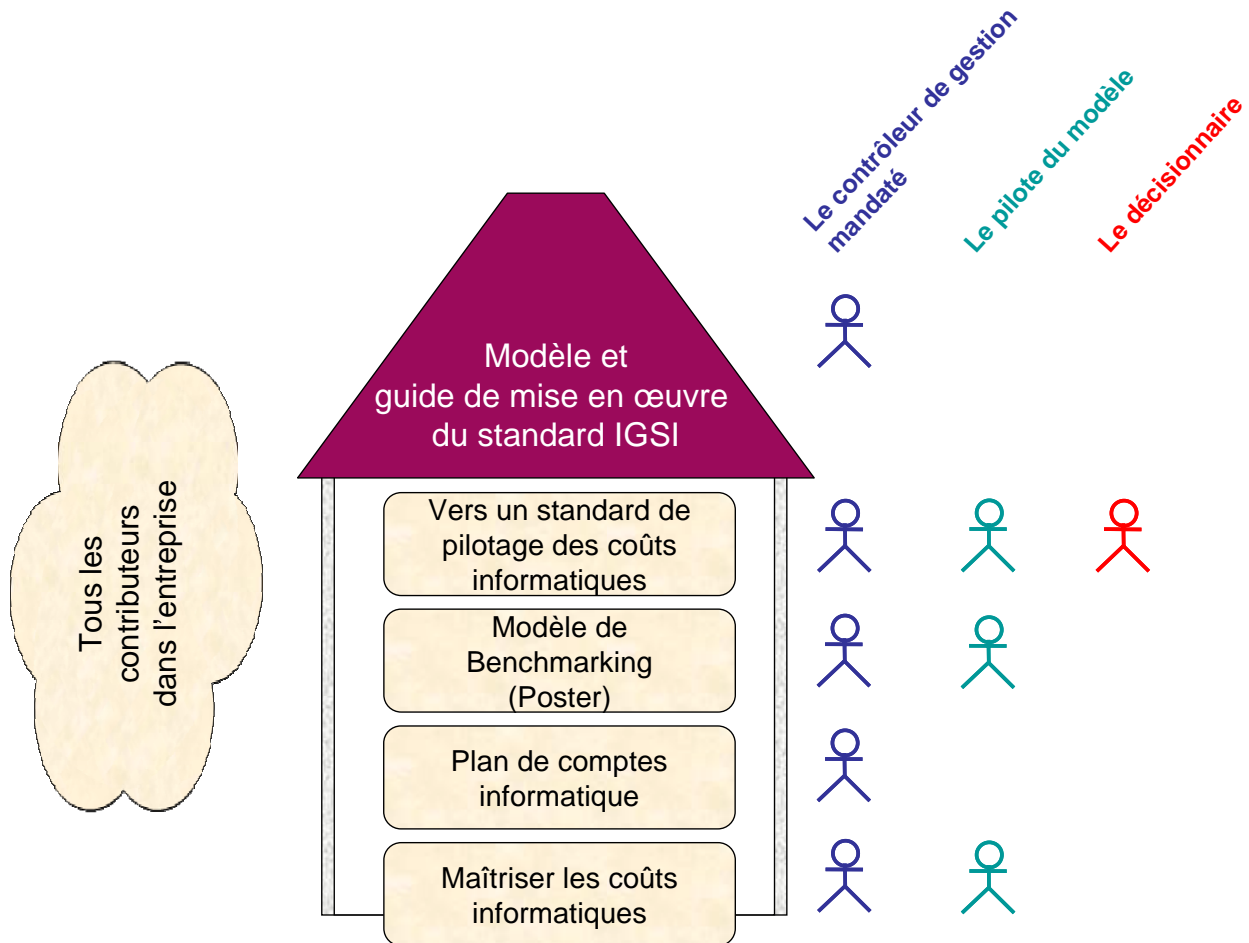 Le contrôleur de gestion
mandaté
Le pilote du modèle
Le décisionnaire
Modèle et
guide de mise en œuvre
du standard IGSI
Tous les
contributeurs
dans l'entreprise
Vers un standard de
pilotage des coûts
informatiques
Modèle de
Benchmarking
(Poster)
Plan de comptes
informatique
Maîtriser les coûts
informatiques